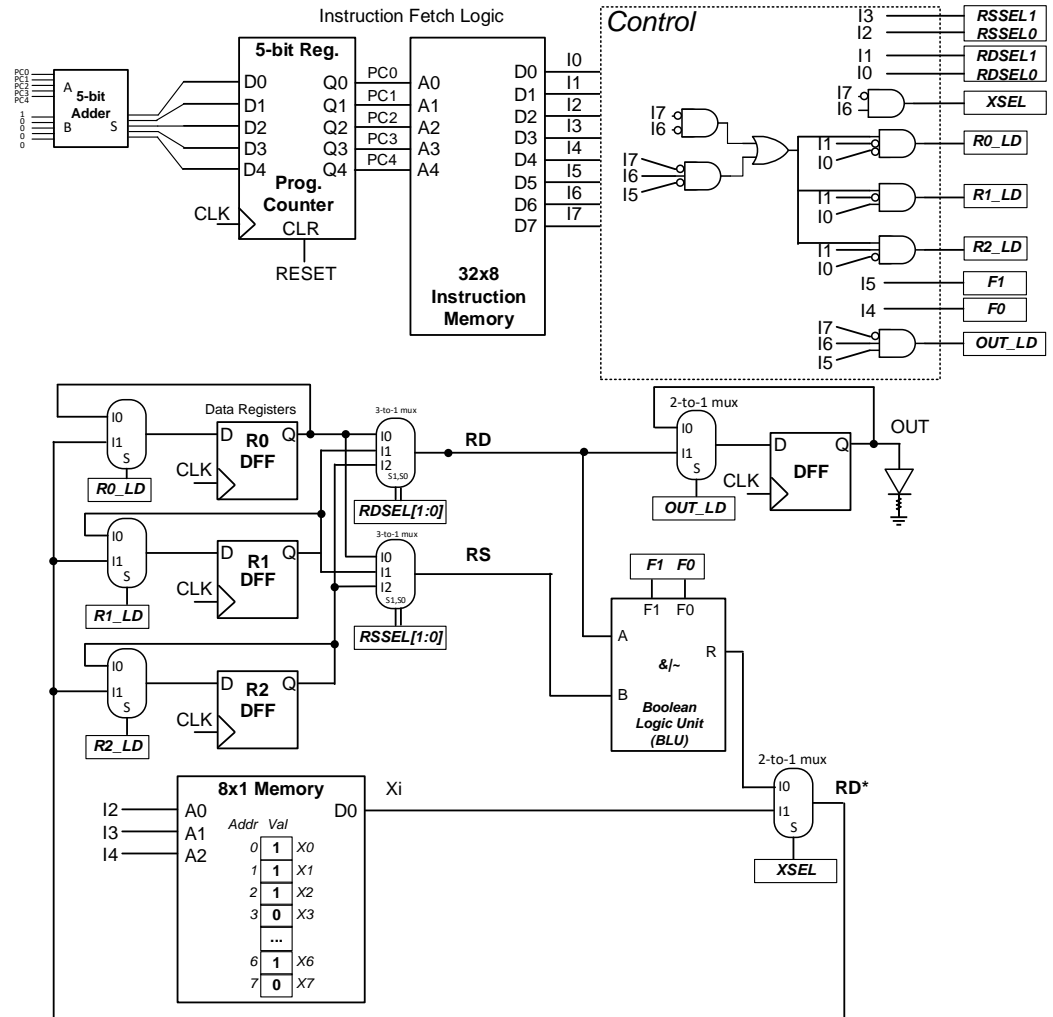 Instruction Fetch Logic
PC0
PC1
PC2
PC3
PC4
1
0
0
0
0
A
B
5-bit
Adder
S
5-bit Reg.
D0
D1
D2
D3
D4
Q0
Q1
Q2
Q3
Q4
Prog.
Counter
CLK
CLR
RESET
PC0
PC1
PC2
PC3
PC4
A0
A1
A2
A3
A4
D0
D1
D2
D3
D4
D5
D6
D7
32x8
Instruction
Memory
I0
I1
I2
I3
I4
I5
I6
I7
Control
I7
I6
I7
I6
I5
I3
RSSEL1
I2
RSSEL0
I1
RDSEL1
I0
RDSEL0
I7
I6
XSEL
I1
I0
R0_LD
I1
I0
R1_LD
I1
I0
R2_LD
I5
F1
I4
F0
I7
I6
I5
OUT_LD
Data Registers
I0
I1
S
R0_LD
D
Q
R0
DFF
CLK
I0
I1
S
R1_LD
D
Q
R1
DFF
CLK
I0
I1
S
R2_LD
D
Q
R2
DFF
CLK
3-to-1 mux
I0
I1
I2
S1,S0
RDSEL[1:0]
RD
3-to-1 mux
I0
I1
I2
S1,S0
RSSEL[1:0]
RS
2-to-1 mux
I0
I1
S
OUT_LD
D
Q
DFF
CLK
OUT
F1 F0
F1 F0
A
B
R
&/~
Boolean
Logic Unit
(BLU)
2-to-1 mux
I0
I1
S
XSEL
RD*
8x1 Memory
Xi
I2
I3
I4
A0
A1
A2
D0
Addr Val
0 1 X0
1 1 X1
2 1 X2
3 0 X3
...
6 1 X6
7 0 X7